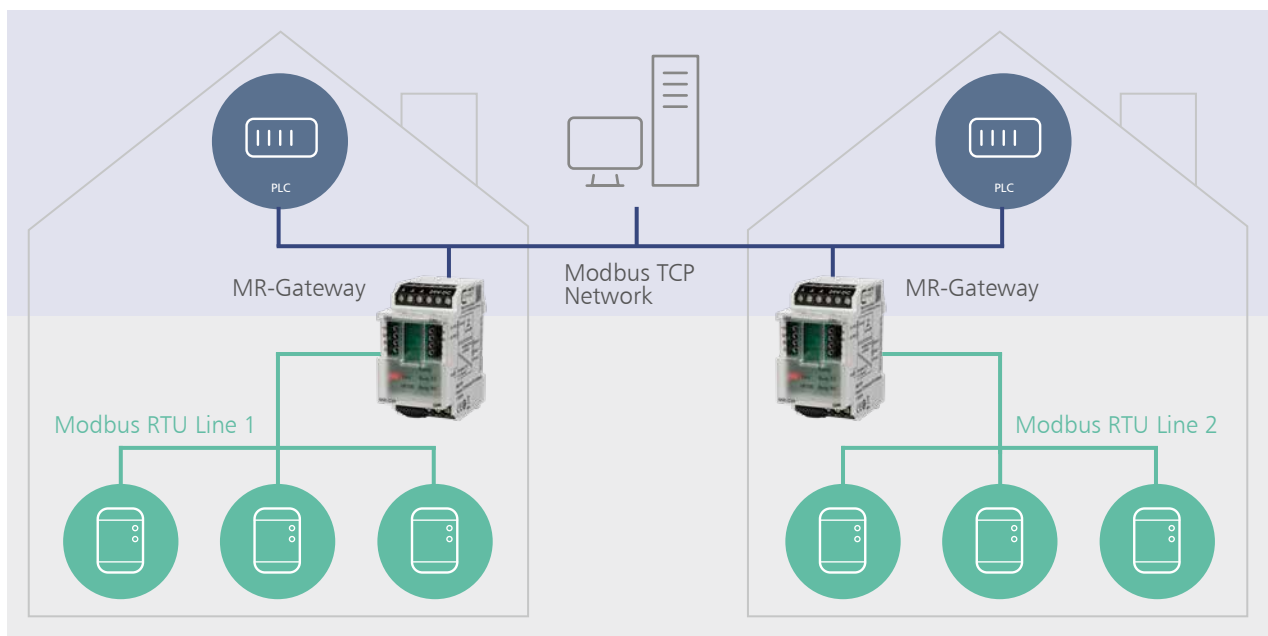 PLC
PLC
MR-Gateway
Modbus TCP
Network
MR-Gateway
Modbus RTU Line 1
Modbus RTU Line 2